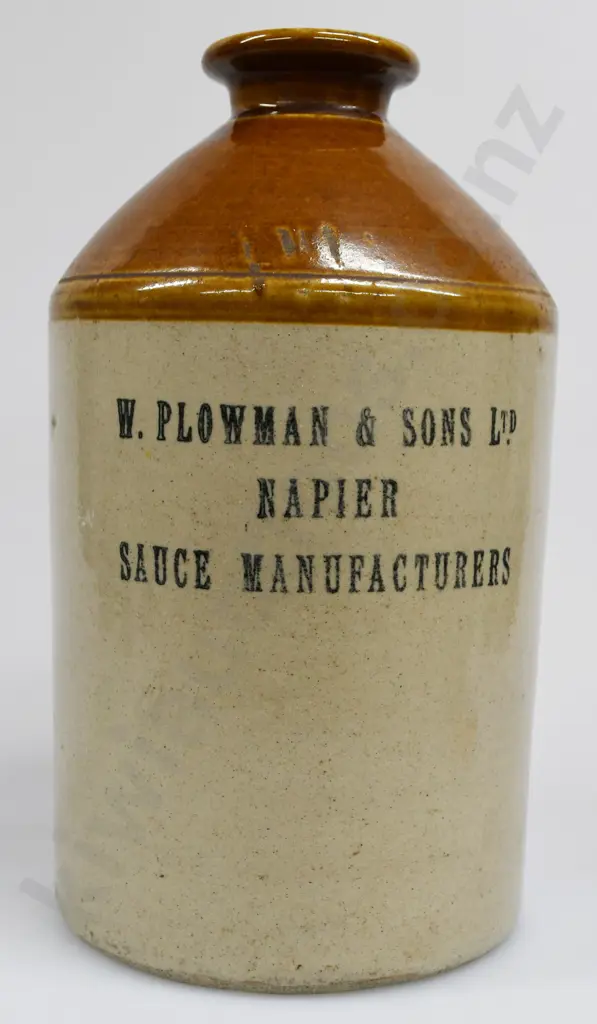 W. PLOWMAN & SONS LTD
NAPIER
SAUCE MANUFACTURERS